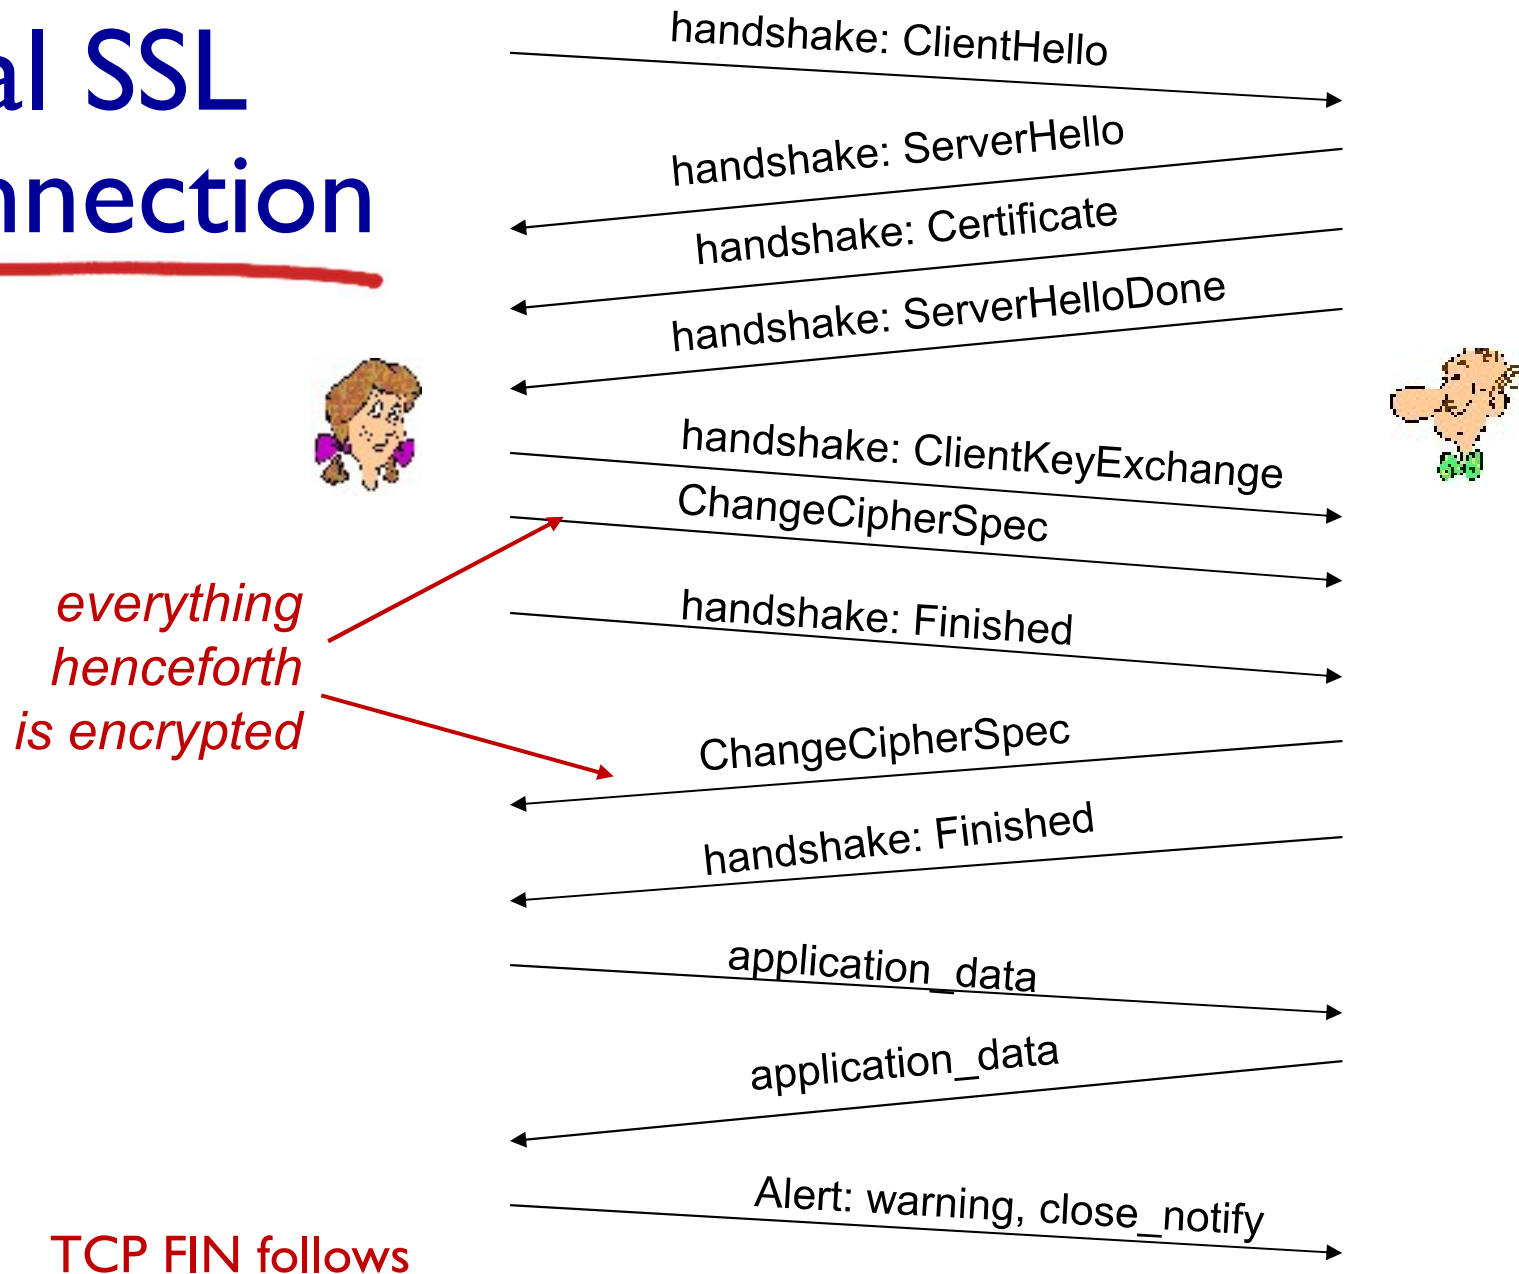 al SSL
nnection
handshake: ClientHello
handshake: ServerHello
handshake: Certificate
handshake: ServerHelloDone
handshake: ClientKeyExchange
ChangeCipherSpec
handshake: Finished
everything
henceforth
is encrypted
ChangeCipherSpec
handshake: Finished
application_data
application_data
Alert: warning, close_notify
TCP FIN follows